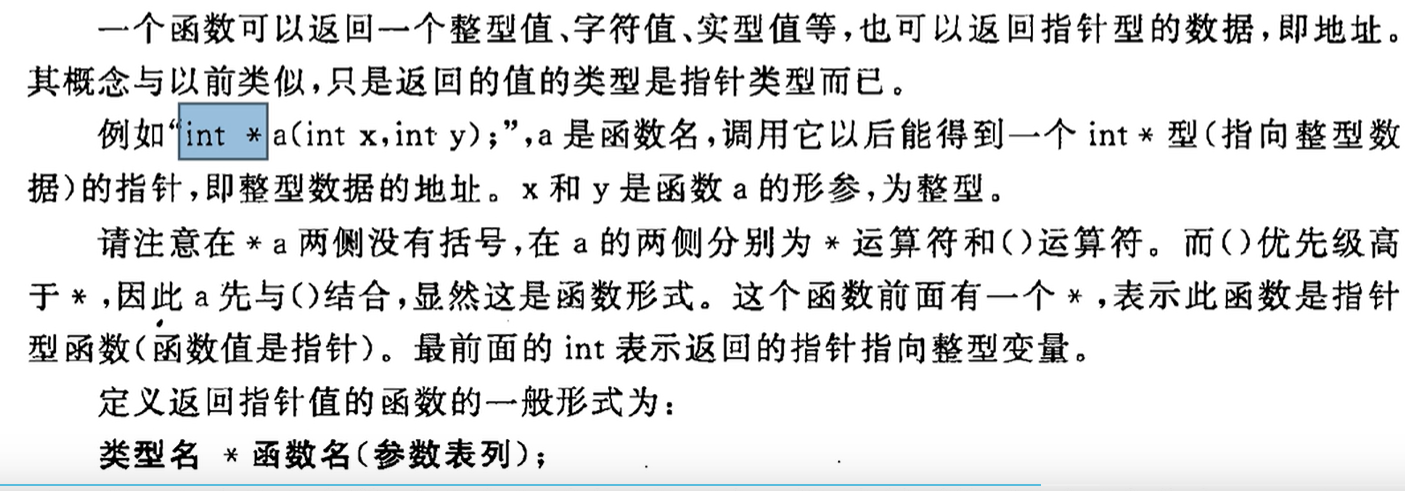 一个函数可以返回一个整型值、字符值、实型值等，也可以返回指针型的数据，即地址。
其概念与以前类似，只是返回的值的类型是指针类型而已。
例如“int * a(int x,int y);”，a 是函数名，调用它以后能得到一个 int * 型(指向整型数
据)的指针，即整型数据的地址。x 和 y 是函数 a 的形参，为整型。
请注意在 * a 两侧没有括号，在 a 的两侧分别为 * 运算符和()运算符。而()优先级高
于 * ，因此 a 先与()结合，显然这是函数形式。这个函数前面有一个 * ，表示此函数是指针
型函数(函数值是指针)。最前面的 int 表示返回的指针指向整型变量。
定义返回指针值的函数的一般形式为：
类型名 * 函数名(参数表列);